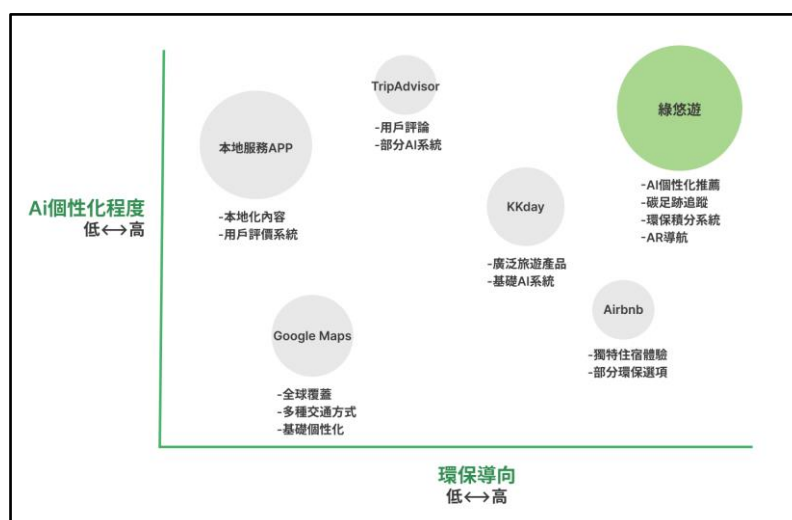 TripAdvisor
-用戶評論
-部分AI系統
綠悠遊
-AI個性化推薦
-碳足跡追蹤
-環保積分系統
-AR導航
本地服務APP
-本地化內容
-用戶評價系統
Ai個性化程度
低<->高
KKday
-廣泛旅遊產品
-基礎AI系統
Google Maps
-全球覆蓋
-多種交通方式
-基礎個性化
Airbnb
-獨特住宿體驗
-部分環保選項
環保導向
低<->高